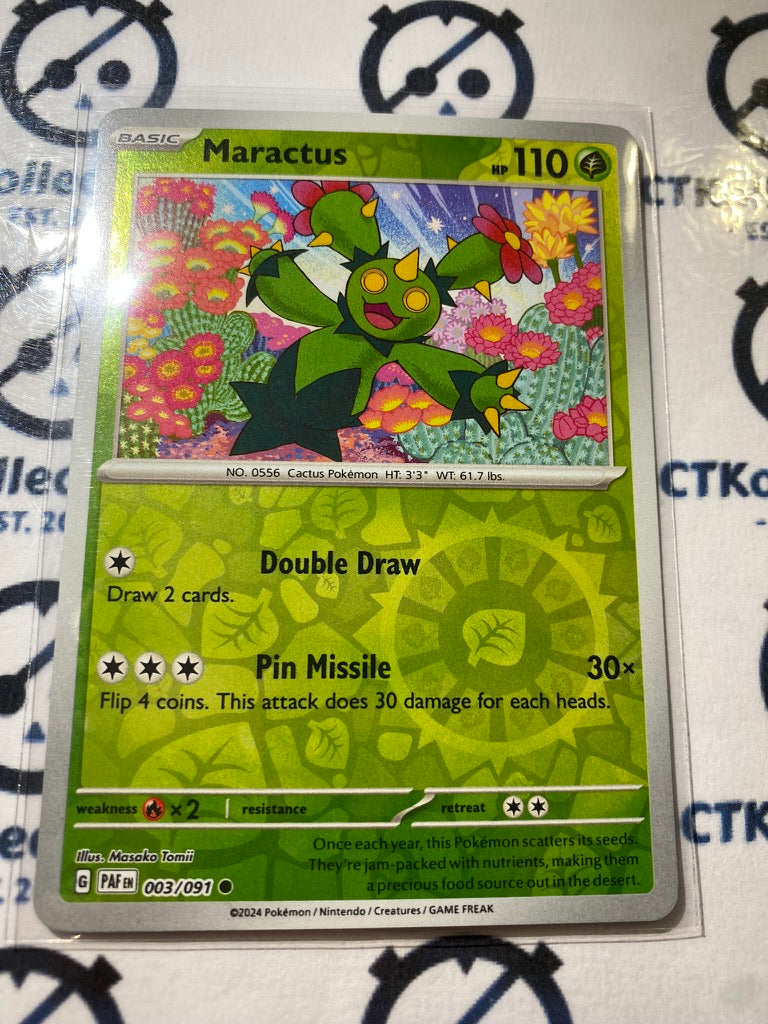 BASIC
Maractus
HP 110
NO. 0556 Cactus Pokémon HT: 3'3" WT: 61.7 lbs.
Double Draw
Draw 2 cards.
Pin Missile 30×
Flip 4 coins. This attack does 30 damage for each heads.
weakness ×2 resistance retreat
Illus. Masako Tomii
Once each year, this Pokémon scatters its seeds.
They're jam-packed with nutrients, making them
a precious food source out in the desert.
G PAF EN 003/091
©2024 Pokémon / Nintendo / Creatures / GAME FREAK